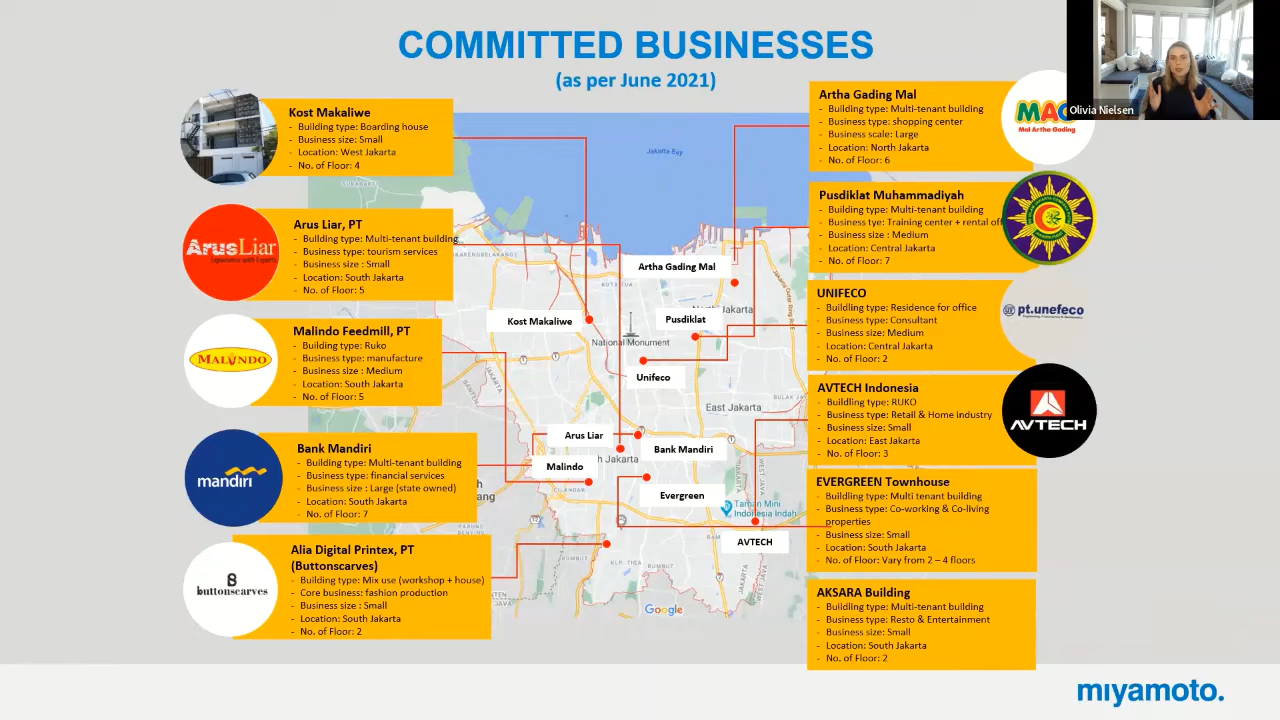 COMMITTED BUSINESSES
(as per June 2021)
Olivia Nielsen
Kost Makaliwe
- Building type: Boarding house
- Business size: Small
- Location: West Jakarta
- No. of Floor: 4
ArusLiar
Arus Liar, PT
- Building type: Multi-tenant building
- Business type: tourism services
- Business size : Small
- Location: South Jakarta
- No. of Floor: 5
MALINDO
Malindo Feedmill, PT
- Building type: Ruko
- Business type: manufacture
- Business size : Medium
- Location: South Jakarta
- No. of Floor: 5
mandiri
Bank Mandiri
- Building type: Multi-tenant building
- Business type: financial services
- Business size : Large (state owned)
- Location: South Jakarta
- No. of Floor: 7
buttonscarves
Alia Digital Printex, PT
(Buttonscarves)
- Building type: Mix use (workshop + house)
- Core business: fashion production
- Business size : Small
- Location: South Jakarta
- No. of Floor: 2
Jakarta Bay
Artha Gading Mal
Jakarta
Kost Makaliwe
Pusdiklat
National Monument
Unifeco
East Jakarta
Arus Liar
Bank Mandiri
h Jakarta
Malindo
CILANDAK
Evergreen
Taman Mini
Indonesia Indah
AVTECH
Google
Artha Gading Mal
- Building type: Multi-tenant building
- Business type: shopping center
- Business scale: Large
- Location: North Jakarta
- No. of Floor: 6
Mal Artha Gading
Pusdiklat Muhammadiyah
- Building type: Multi-tenant building
- Business tye: Training center + rental off
- Business size : Medium
- Location: Central Jakarta
- No. of Floor: 7
UNIFECO
- Buildling type: Residence for office
- Business type: Consultant
- Business size: Medium
- Location: Central Jakarta
- No. of Floor: 2
@ pt.unefeco
AVTECH Indonesia
- Buildling type: RUKO
- Business type: Retail & Home industry
- Business size: Small
- Location: East Jakarta
- No. of Floor: 3
AVTECH
EVERGREEN Townhouse
- Building type: Multi tenant building
- Business type: Co-working & Co-living
properties
- Business size: Small
- Location: South Jakarta
- No. of Floor: Vary from 2 – 4 floors
AKSARA Building
- Buildling type: Multi-tenant building
- Business type: Resto & Entertainment
- Business size: Small
- Location: South Jakarta
- No. of Floor: 2
miyamoto.